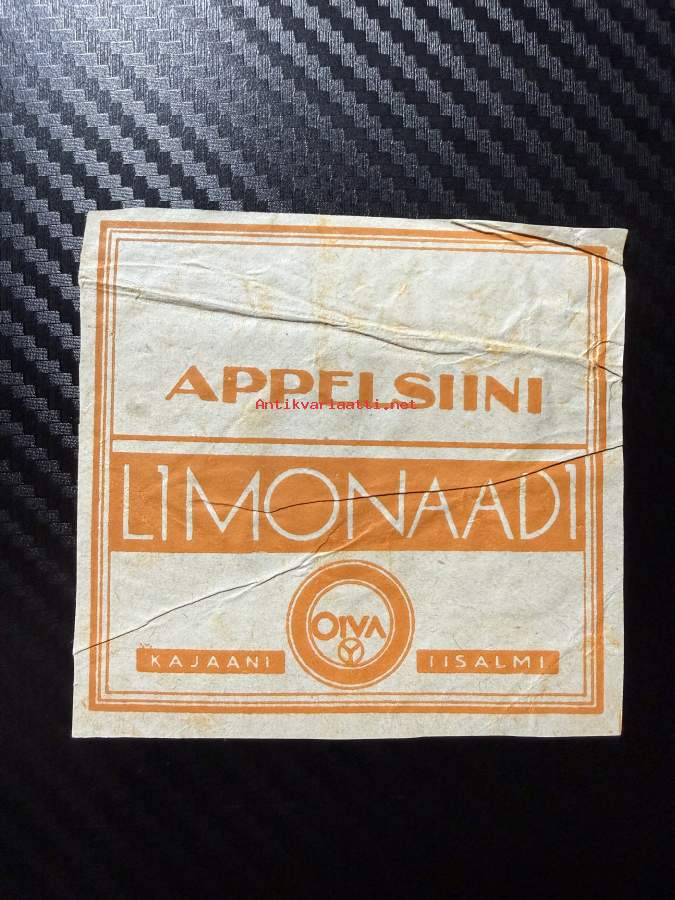 APPELSIINI
Antikvariaatti.net
LIMONAADI
OIVA
KAJAANI IISALMI